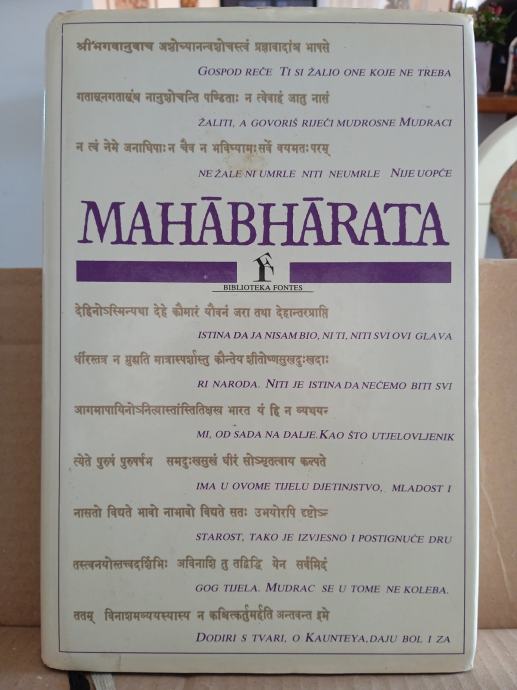 श्रीभगवानुवाच अशोच्यानन्वशोचस्त्वं प्रज्ञावादांश्च भाषसे
GOSPOD REČE TI SI ŽALIO ONE KOJE NE TREBA
गतासूनगतासूंश्च नानुशोचन्ति पण्डिताः न त्वेवाहं जातु नासं
ŽALITI, A GOVORIŠ RIJEČI MUDROSNE MUDRACI
न त्वं नेमे जनाधिपाः न चैव न भविष्यामः सर्वे वयमतः परम्
NE ŽALE NI UMRLE NITI NEUMRLE NIJE UOPĆE
MAHĀBHĀRATA
BIBLIOTEKA FONTES
देहिनोऽस्मिन्यथा देहे कौमारं यौवनं जरा तथा देहान्तरप्राप्ति
ISTINA DA JA NISAM BIO, NI TI, NITI SVI OVI GLAVA
र्धीरस्तत्र न मुह्यति मात्रास्पर्शास्तु कौन्तेय शीतोष्णसुखदुःखदाः
RI NARODA. NITI JE ISTINA DA NEĆEMO BITI SVI
आगमापायिनोऽनित्यास्तांस्तितिक्षस्व भारत यं हि न व्यथयन
MI, OD SADA NA DALJE.KAO ŠTO UTJELOVLJENIK
त्येते पुरुषं पुरुषर्षभ समदुःखसुखं धीरं सोऽमृतत्वाय कल्पते
IMA U OVOME TIJELU DJETINJSTVO, MLADOST I
नासतो विद्यते भावो नाभावो विद्यते सतः उभयोरपि दृष्टोऽन
STAROST, TAKO JE IZVJESNO I POSTIGNUĆE DRU
तस्त्वनयोस्तत्त्वदर्शिभिः अविनाशि तु तद्विद्धि येन सर्वमिदं
GOG TIJELA. MUDRAC SE U TOME NE KOLEBA.
ततम् विनाशमव्ययस्यास्य न कश्चित्कर्तुमर्हति अन्तवन्त इमे
DODIRI S TVARI, O KAUNTEYA,DAJU BOL I ZA